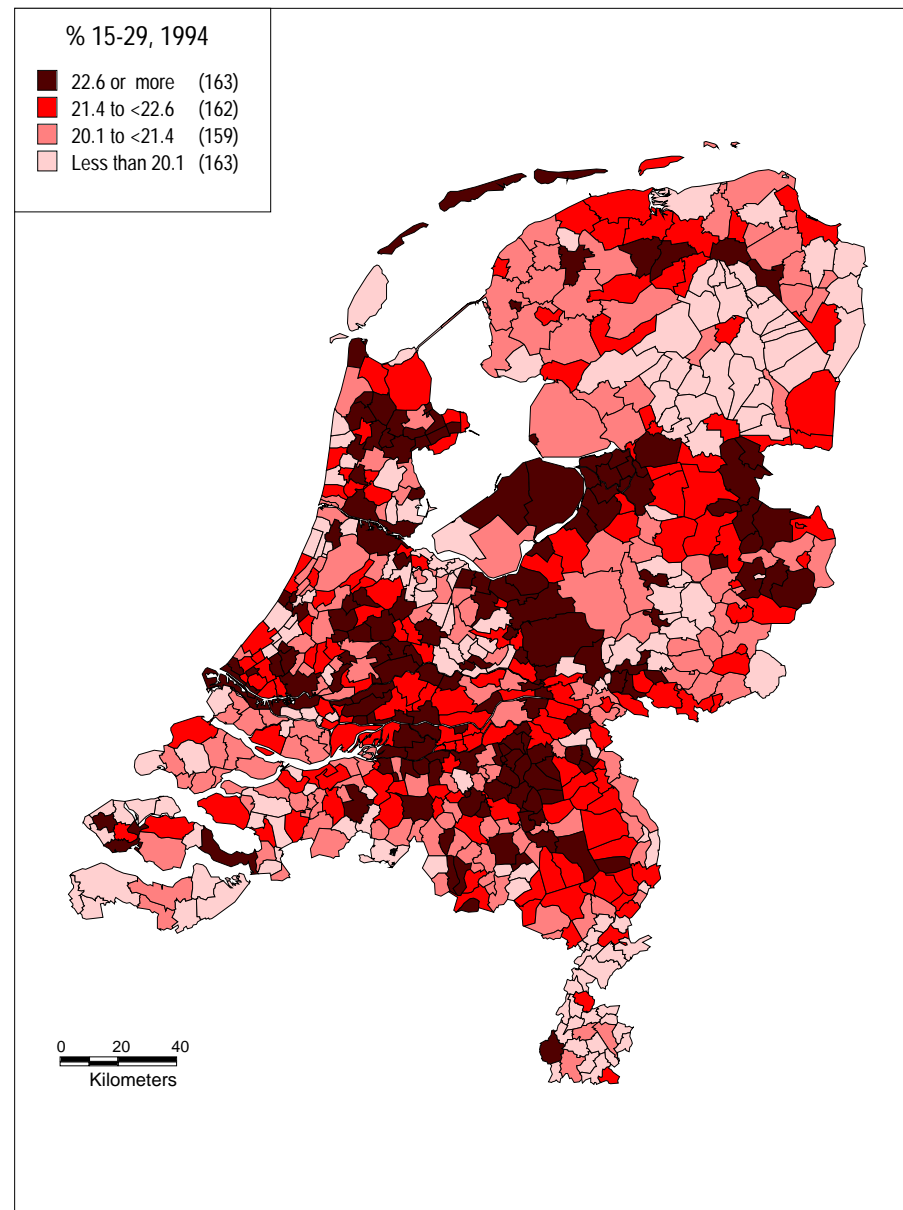 % 15-29, 1994
22.6 or more (163)
21.4 to <22.6 (162)
20.1 to <21.4 (159)
Less than 20.1 (163)
0 20 40
Kilometers